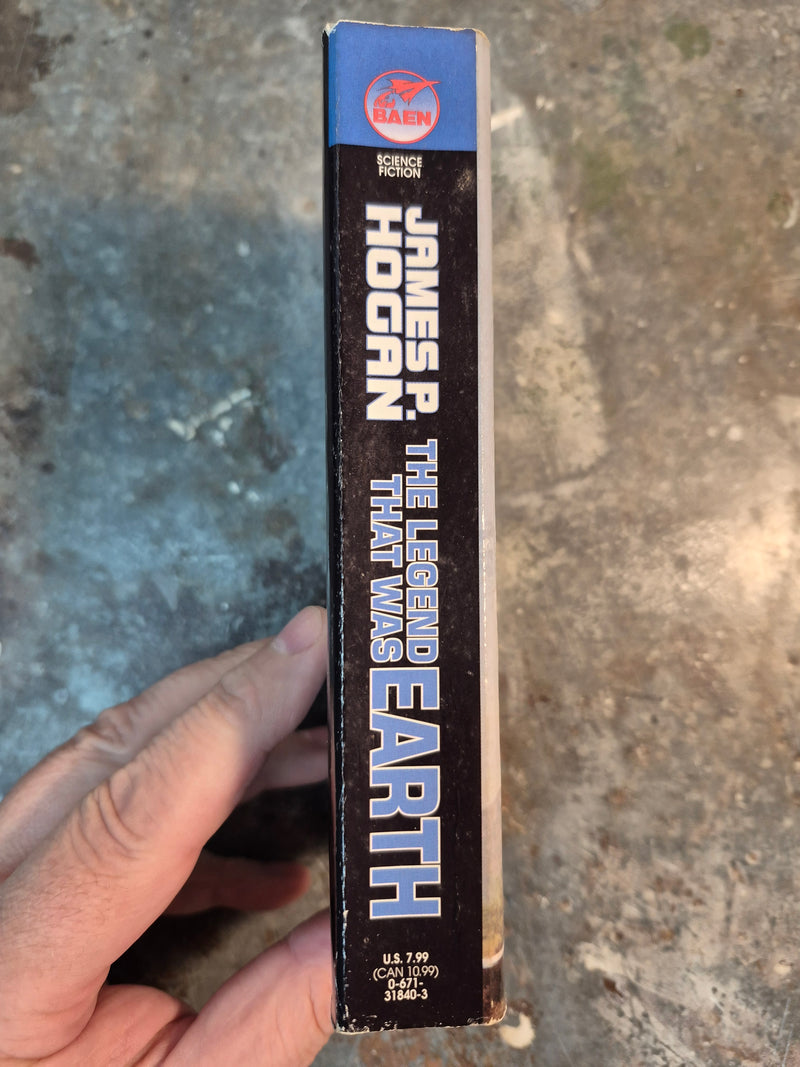 BAEN
SCIENCE
FICTION
JAMES P.
HOGAN
THE LEGEND
THAT WAS
EARTH
U.S. 7.99
(CAN 10.99)
0-671-
31840-3